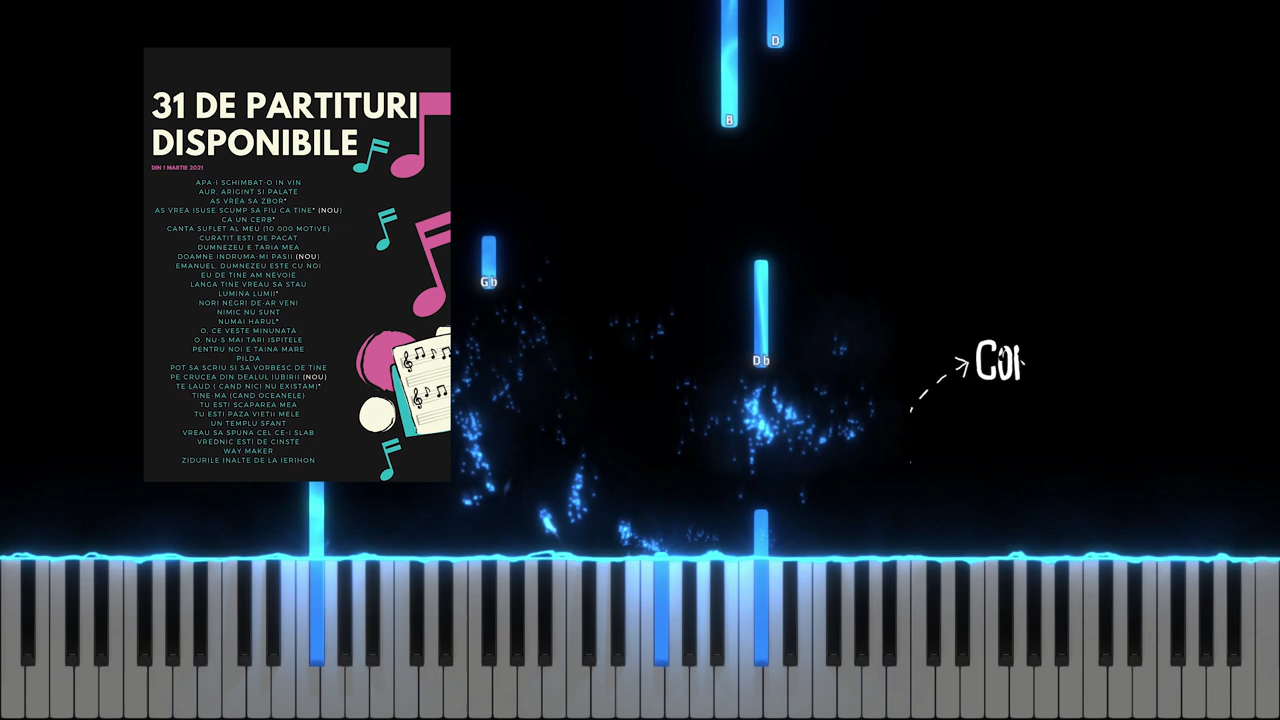 31 DE PARTITURI
DISPONIBILE
DIN 1 MARTIE 2021
APA-I SCHIMBAT-O IN VIN
AUR, ARIGINT SI PALATE
AS VREA SA ZBOR*
AS VREA ISUSE SCUMP SA FIU CA TINE* (NOU)
CA UN CERB*
CANTA SUFLET AL MEU (10 000 MOTIVE)
CURATIT ESTI DE PACAT
DUMNEZEU E TARIA MEA
DOAMNE INDRUMA-MI PASII (NOU)
EMANUEL, DUMNEZEU ESTE CU NOI
EU DE TINE AM NEVOIE
LANGA TINE VREAU SA STAU
LUMINA LUMII*
NORI NEGRI DE-AR VENI
NIMIC NU SUNT
NUMAI HARUL*
O, CE VESTE MINUNATA
O, NU-S MAI TARI ISPITELE
PENTRU NOI E TAINA MARE
PILDA
POT SA SCRIU SI SA VORBESC DE TINE
PE CRUCEA DIN DEALUL IUBIRII (NOU)
TE LAUD ( CAND NICI NU EXISTAM)*
TINE-MA (CAND OCEANELE)
TU ESTI SCAPAREA MEA
TU ESTI PAZA VIETII MELE
UN TEMPLU SFANT
VREAU SA SPUNA CEL CE-I SLAB
VREDNIC ESTI DE CINSTE
WAY MAKER
ZIDURILE INALTE DE LA IERIHON
D
B
Gb
Db